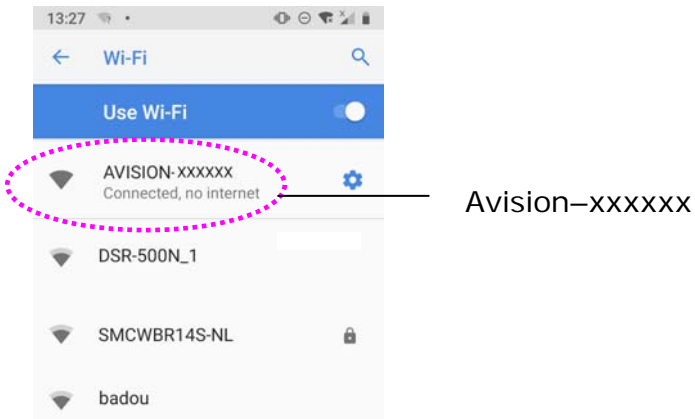 13:27
Wi-Fi
Use Wi-Fi
AVISION-xxxxxx
Connected, no internet
Avision–xxxxxx
DSR-500N_1
SMCWBR14S-NL
badou